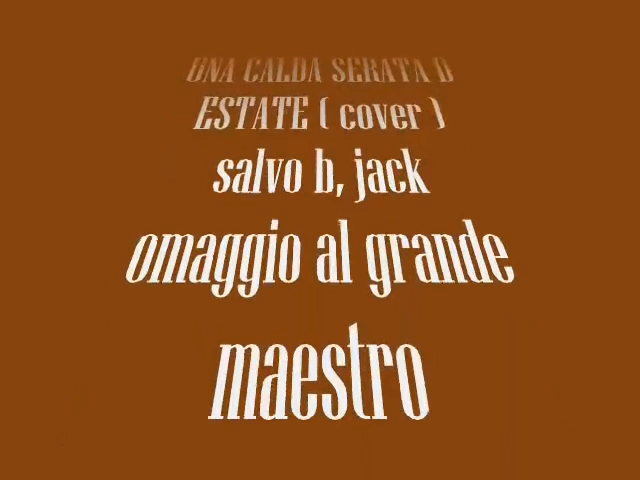 UNA CALDA SERATA D
ESTATE ( cover )
salvo b, jack
omaggio al grande
maestro